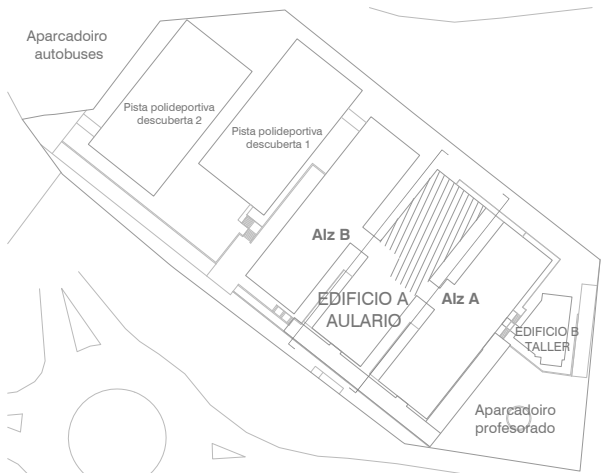 Aparcadoiro
autobuses
Pista polideportiva
descuberta 2
Pista polideportiva
descuberta 1
Alz B
EDIFICIO A
AULARIO
Alz A
EDIFICIO B
TALLER
Aparcadoiro
profesorado